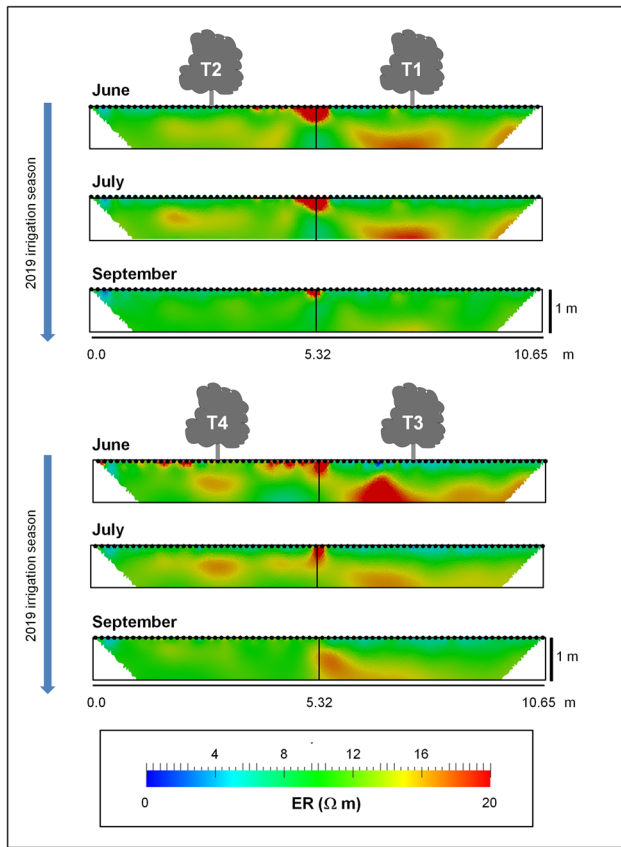 T2 T1
June
2019 irrigation season
July
September
1 m
0.0 5.32 10.65 m
T4 T3
June
2019 irrigation season
July
September
1 m
0.0 5.32 10.65 m
4 8 12 16
0 ER (Ω m) 20